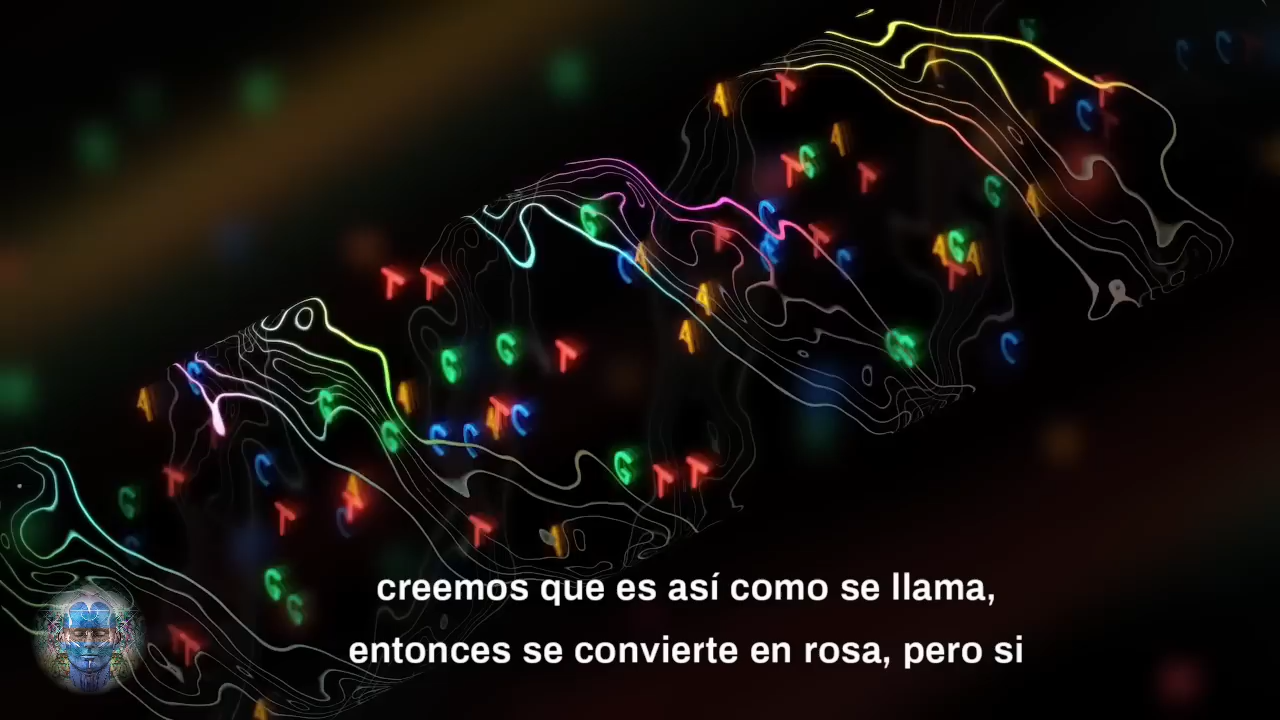 creemos que es así como se llama,
entonces se convierte en rosa, pero si